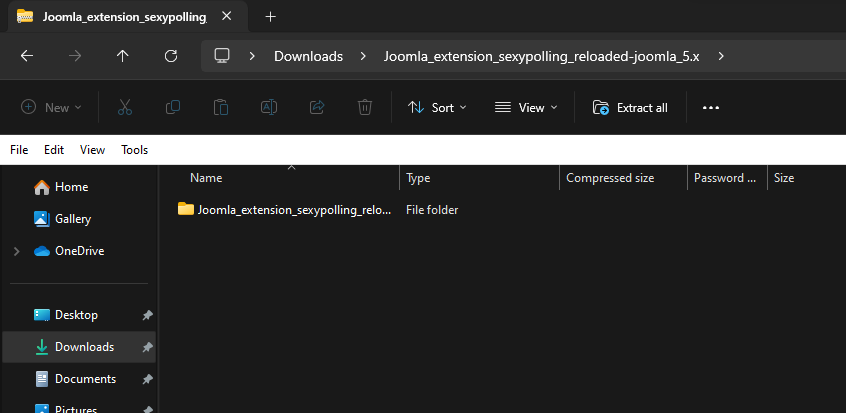 Joomla_extension_sexypolling_
Downloads Joomla_extension_sexypolling_reloaded-joomla_5.x
New Sort View Extract all
File Edit View Tools
Name Type Compressed size Password ... Size
Home
Joomla_extension_sexypolling_relo... File folder
Gallery
OneDrive
Desktop
Downloads
Documents
Pictures